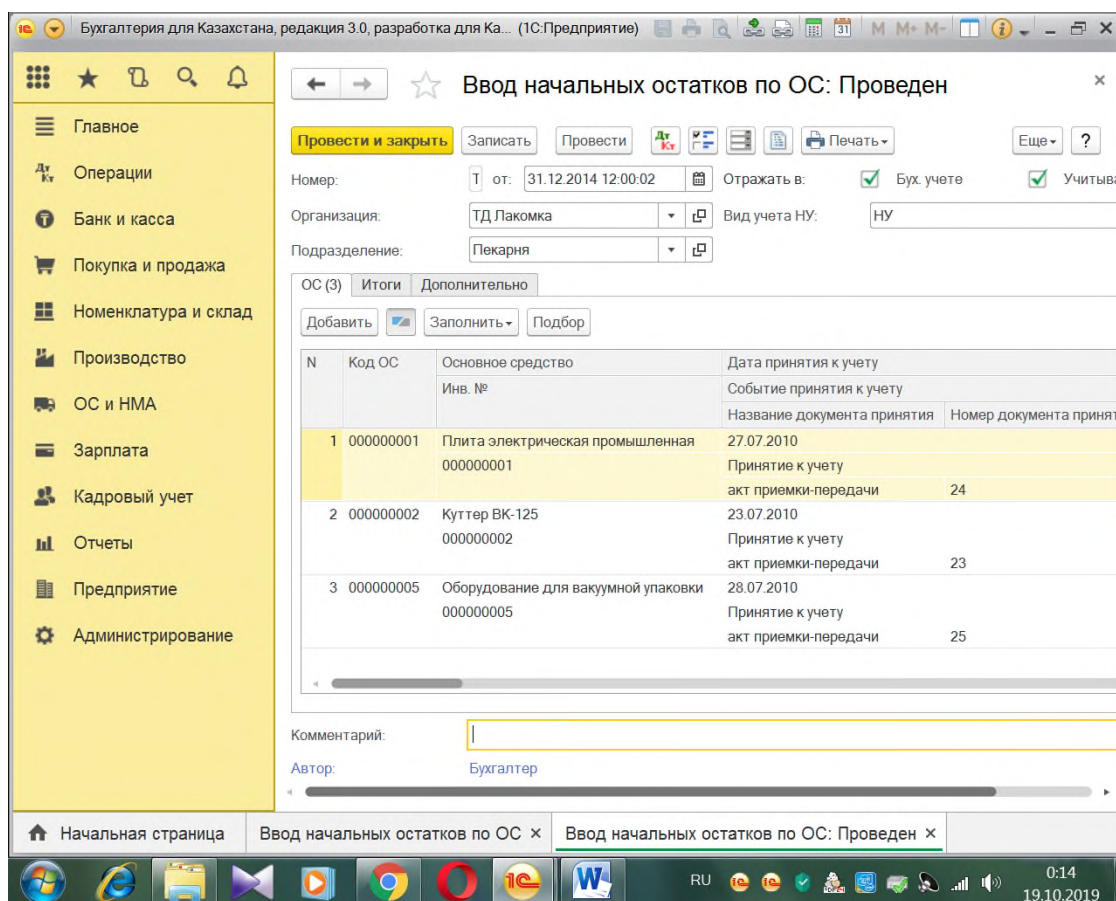 Бухгалтерия для Казахстана, редакция 3.0, разработка для Ка... (1С:Предприятие) M M+ M-
Ввод начальных остатков по ОС: Проведен
Главное
Операции
Банк и касса
Покупка и продажа
Номенклатура и склад
Производство
ОС и НМА
Зарплата
Кадровый учет
Отчеты
Предприятие
Администрирование
Провести и закрыть Записать Провести Дт Кт Печать Еще ?
Номер: Т от: 31.12.2014 12:00:02 Отражать в: Бух. учете Учитыва
Организация: ТД Лакомка Вид учета НУ: НУ
Подразделение: Пекарня
ОС (3) Итоги Дополнительно
Добавить Заполнить Подбор
N Код ОС Основное средство Дата принятия к учету
Инв. № Событие принятия к учету
Название документа принятия Номер документа принят
1 000000001 Плита электрическая промышленная 27.07.2010
000000001 Принятие к учету
акт приемки-передачи 24
2 000000002 Куттер ВК-125 23.07.2010
000000002 Принятие к учету
акт приемки-передачи 23
3 000000005 Оборудование для вакуумной упаковки 28.07.2010
000000005 Принятие к учету
акт приемки-передачи 25
Комментарий:
Автор: Бухгалтер
Начальная страница Ввод начальных остатков по ОС × Ввод начальных остатков по ОС: Проведен ×
RU 0:14
19.10.2019